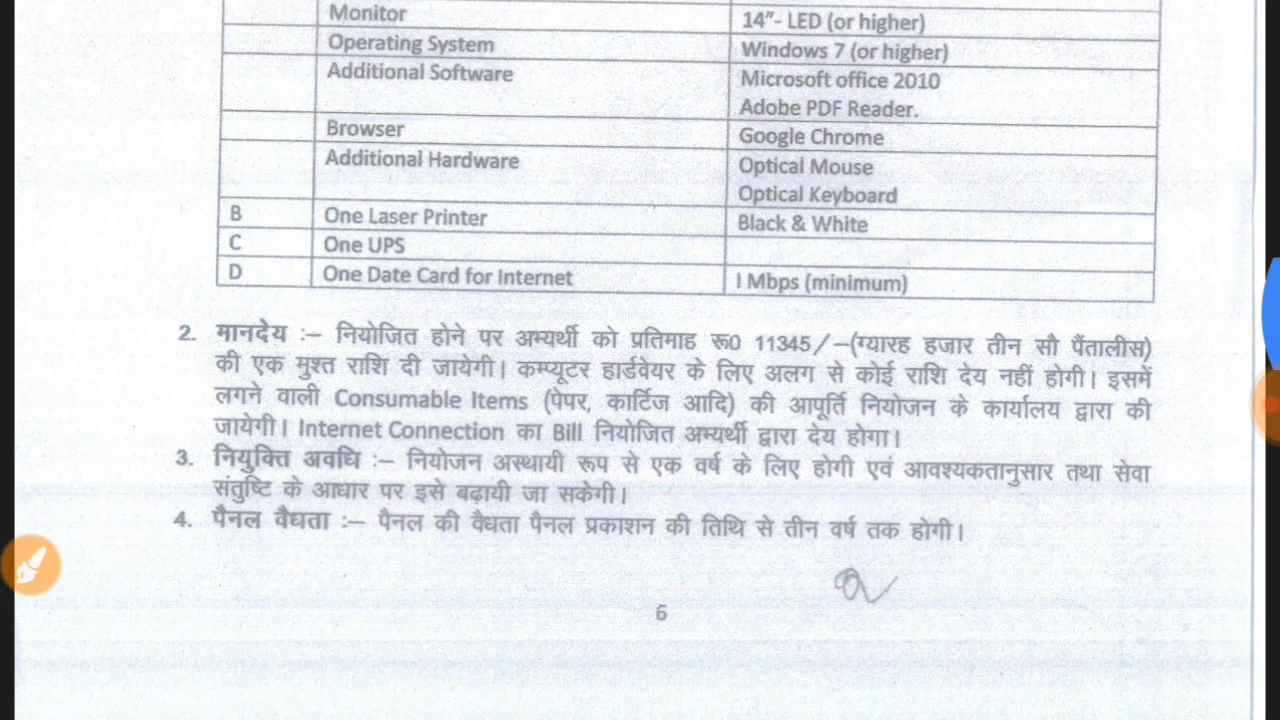 Monitor 14”- LED (or higher)
Operating System Windows 7 (or higher)
Additional Software Microsoft office 2010
Adobe PDF Reader.
Browser Google Chrome
Additional Hardware Optical Mouse
Optical Keyboard
B One Laser Printer Black & White
C One UPS
D One Date Card for Internet I Mbps (minimum)
2. मानदेय :– नियोजित होने पर अभ्यर्थी को प्रतिमाह रू0 11345/–(ग्यारह हजार तीन सौ पैंतालीस)
की एक मुश्त राशि दी जायेगी। कम्प्यूटर हार्डवेयर के लिए अलग से कोई राशि देय नहीं होगी। इसमें
लगने वाली Consumable Items (पेपर, कार्टिज आदि) की आपूर्ति नियोजन के कार्यालय द्वारा की
जायेगी। Internet Connection का Bill नियोजित अभ्यर्थी द्वारा देय होगा।
3. नियुक्ति अवधि :– नियोजन अस्थायी रूप से एक वर्ष के लिए होगी एवं आवश्यकतानुसार तथा सेवा
संतुष्टि के आधार पर इसे बढ़ायी जा सकेगी।
4. पैनल वैधता :– पैनल की वैधता पैनल प्रकाशन की तिथि से तीन वर्ष तक होगी।
6